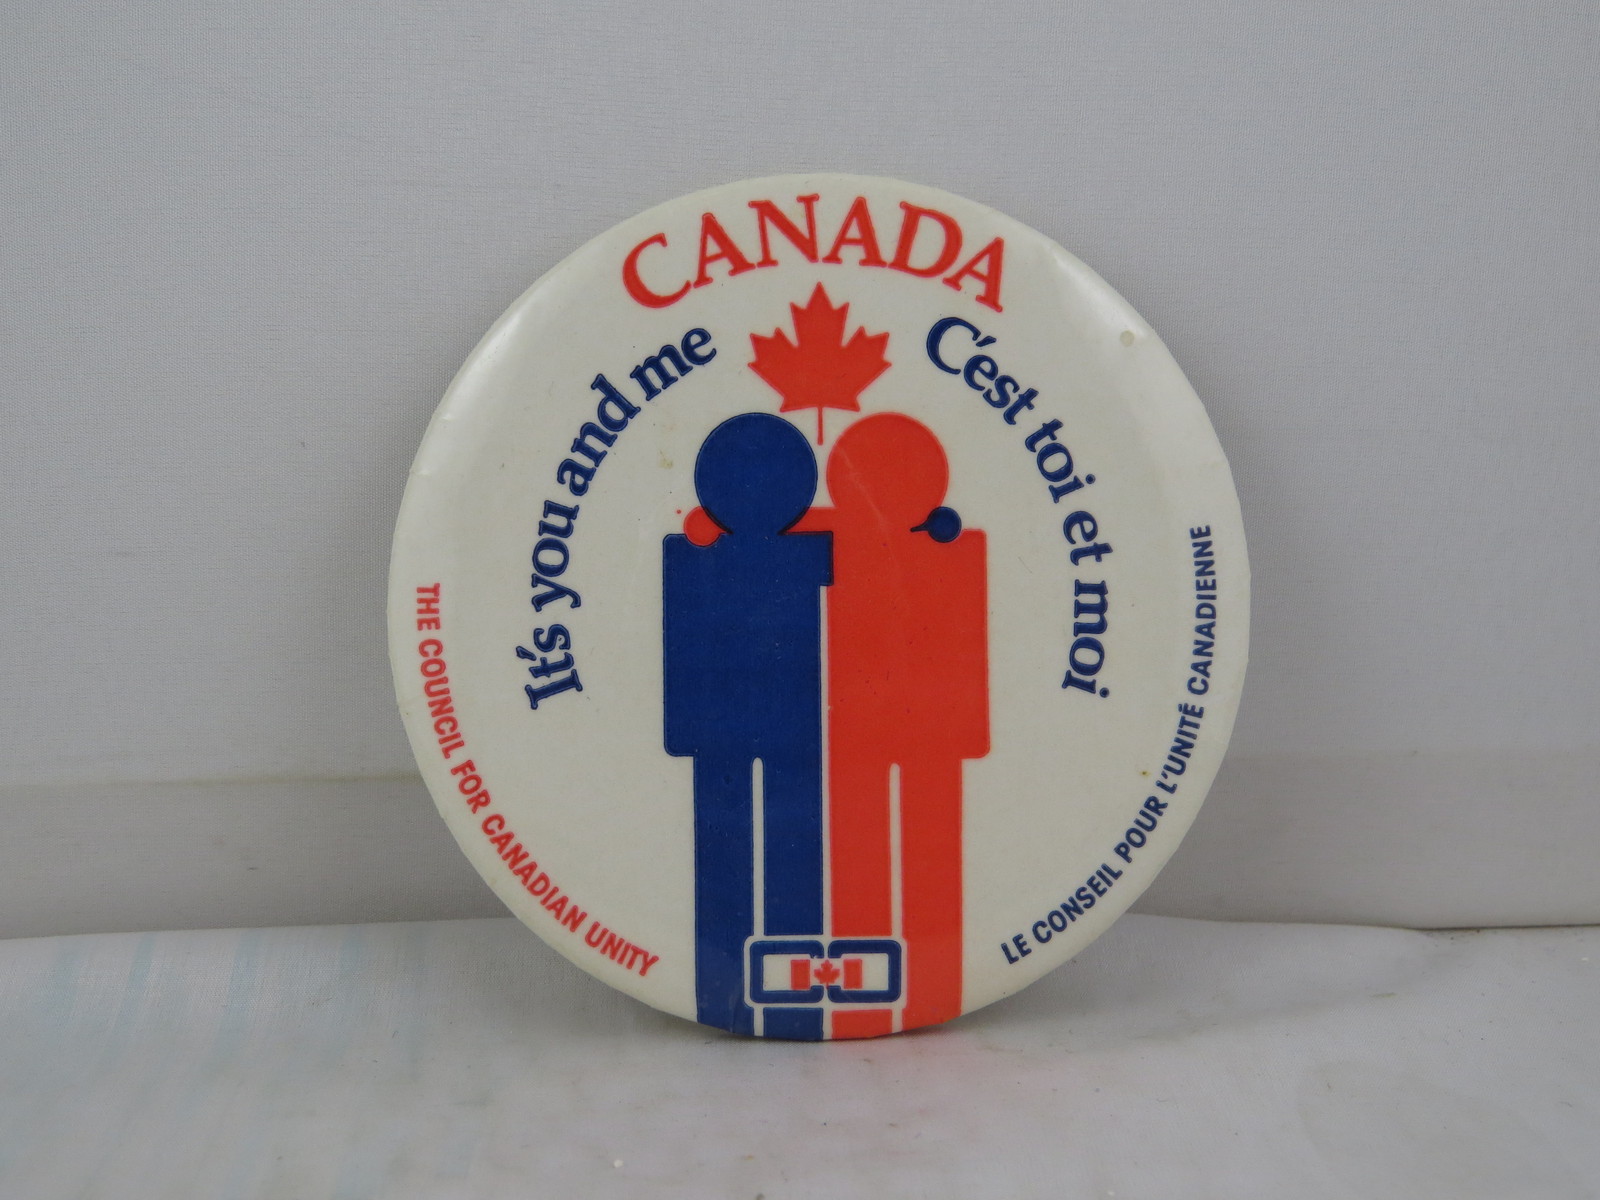 CANADA
It's you and me
C'est toi et moi
THE COUNCIL FOR CANADIAN UNITY
LE CONSEIL POUR L'UNITÉ CANADIENNE